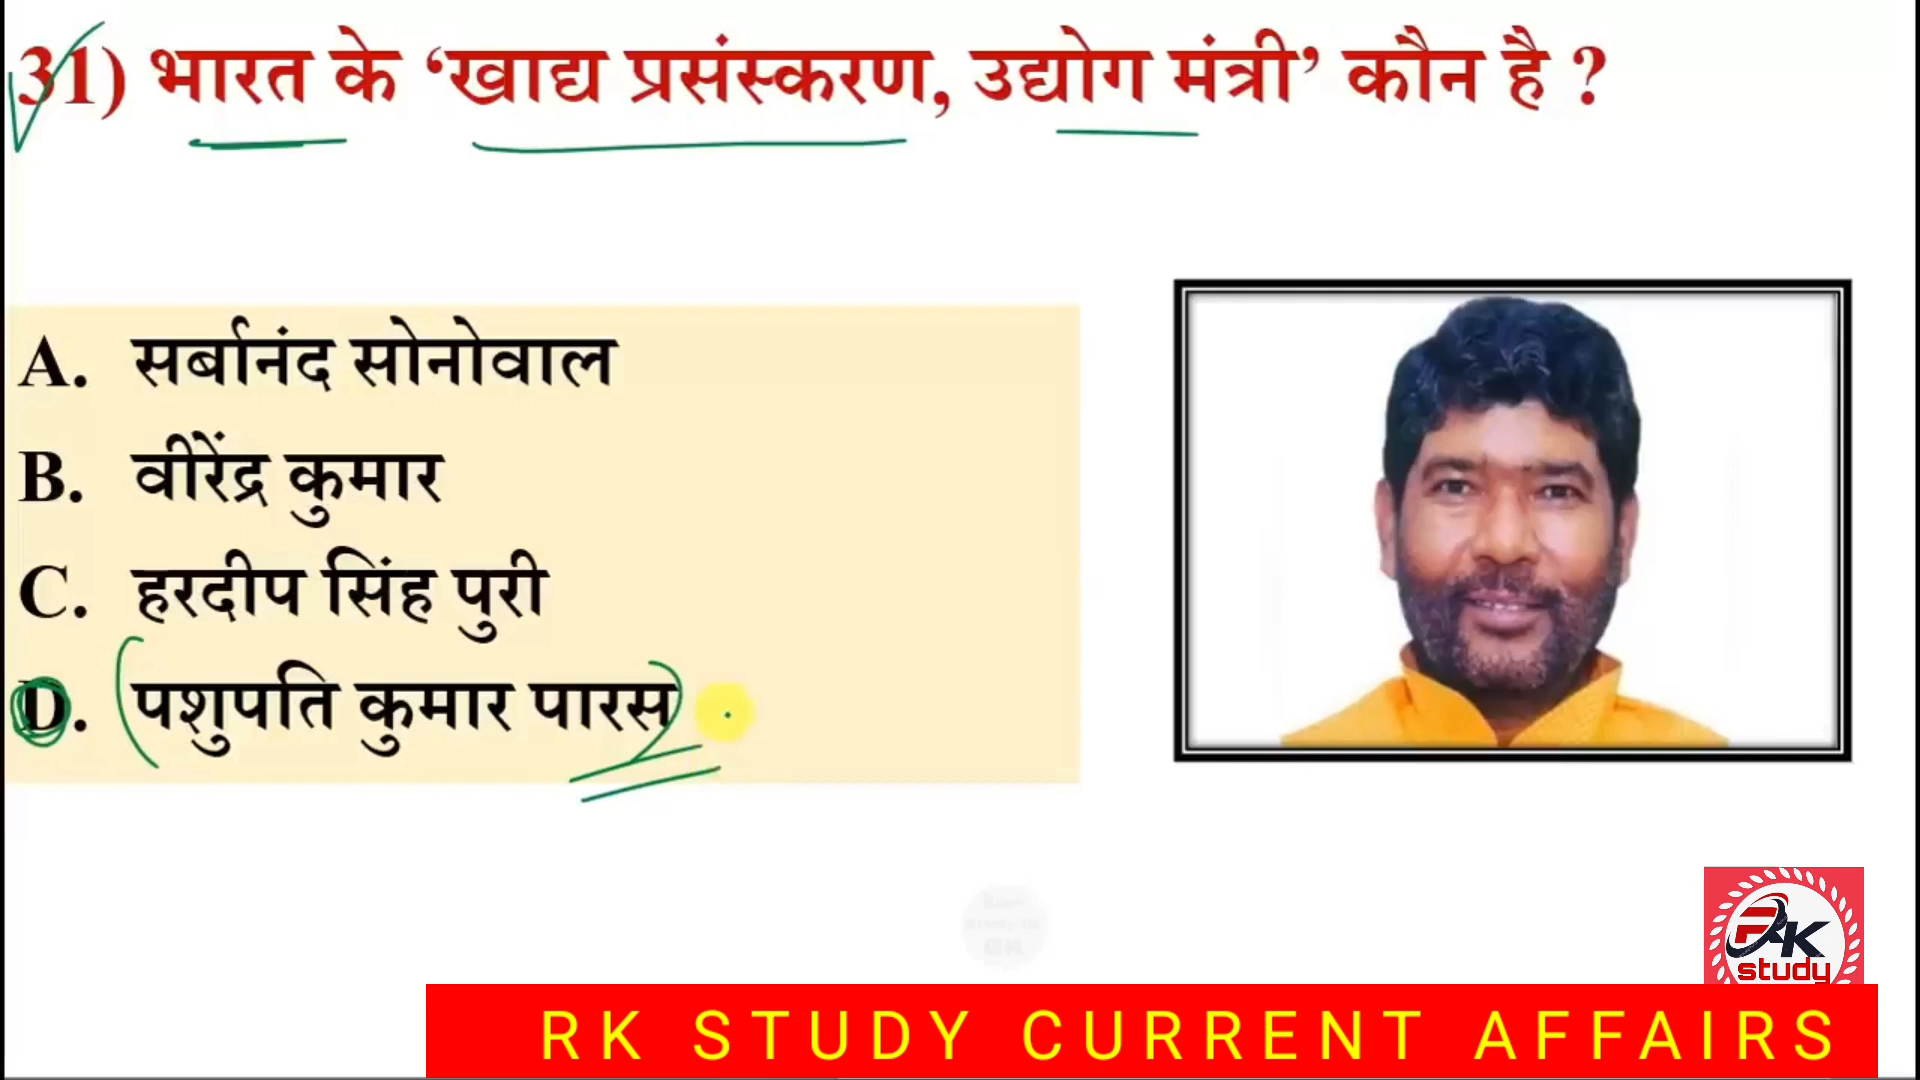 31) भारत के ‘खाद्य प्रसंस्करण, उद्योग मंत्री’ कौन है ?
A. सर्बानंद सोनोवाल
B. वीरेंद्र कुमार
C. हरदीप सिंह पुरी
D. पशुपति कुमार पारस
RK
study
RK STUDY CURRENT AFFAIRS